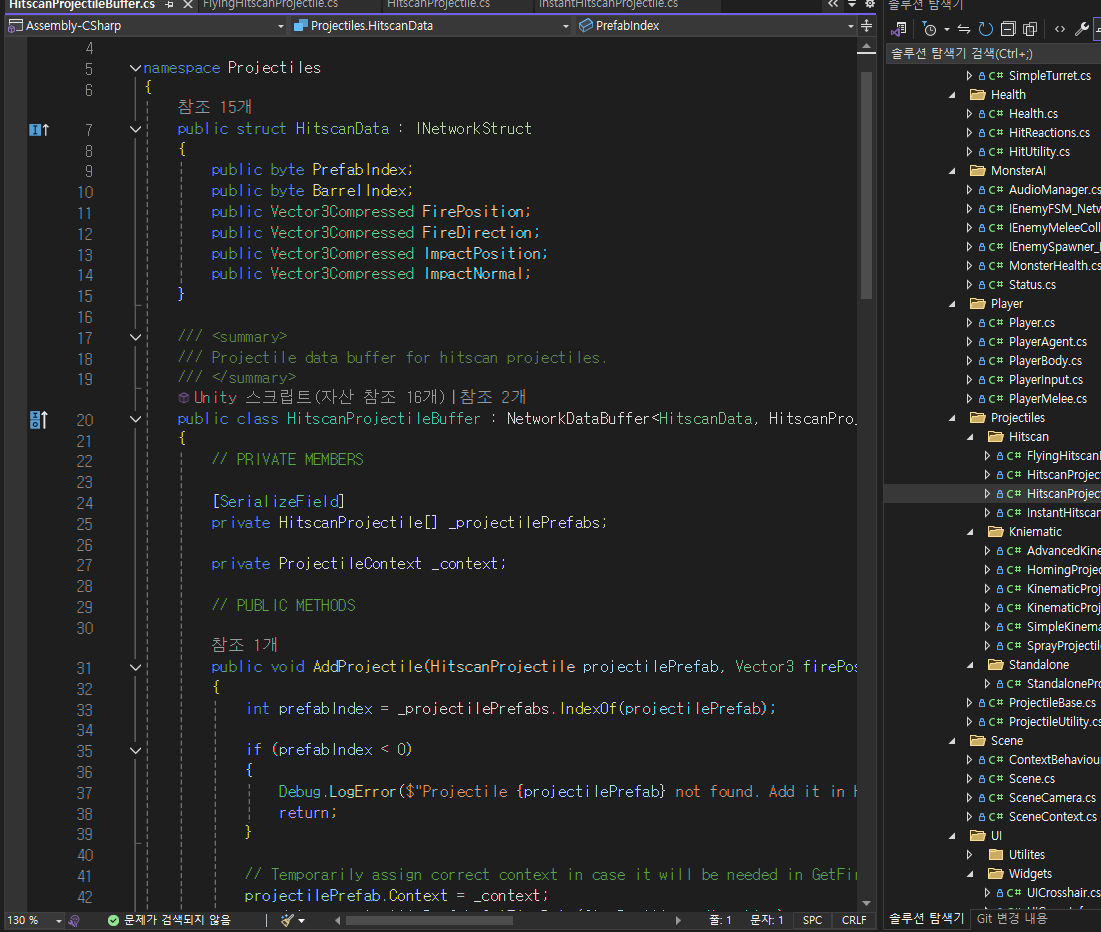 HitscanProjectileBuffer.cs
FlyingHitscanProjectile.cs
HitscanProjectile.cs
InstantHitscanProjectile.cs
Assembly-CSharp
Projectiles.HitscanData
PrefabIndex
4
5 namespace Projectiles
6 {
참조 15개
7 public struct HitscanData : INetworkStruct
8 {
9 public byte PrefabIndex;
10 public byte BarrelIndex;
11 public Vector3Compressed FirePosition;
12 public Vector3Compressed FireDirection;
13 public Vector3Compressed ImpactPosition;
14 public Vector3Compressed ImpactNormal;
15 }
16
17 /// <summary>
18 /// Projectile data buffer for hitscan projectiles.
19 /// </summary>
Unity 스크립트(자산 참조 16개)|참조 2개
20 public class HitscanProjectileBuffer : NetworkDataBuffer<HitscanData, HitscanPro
21 {
22 // PRIVATE MEMBERS
23
24 [SerializeField]
25 private HitscanProjectile[] _projectilePrefabs;
26
27 private ProjectileContext _context;
28
29 // PUBLIC METHODS
30
참조 1개
31 public void AddProjectile(HitscanProjectile projectilePrefab, Vector3 firePos
32 {
33 int prefabIndex = _projectilePrefabs.IndexOf(projectilePrefab);
34
35 if (prefabIndex < 0)
36 {
37 Debug.LogError($"Projectile {projectilePrefab} not found. Add it in H
38 return;
39 }
40
41 // Temporarily assign correct context in case it will be needed in GetFir
42 projectilePrefab.Context = _context;
130 %
문제가 검색되지 않음
줄: 1
문자: 1
SPC
CRLF
솔루션 탐색기
솔루션 탐색기 검색(Ctrl+;)
C# SimpleTurret.cs
Health
C# Health.cs
C# HitReactions.cs
C# HitUtility.cs
MonsterAI
C# AudioManager.cs
C# IEnemyFSM_Netw
C# IEnemyMeleeColl
C# IEnemySpawner_
C# MonsterHealth.cs
C# Status.cs
Player
C# Player.cs
C# PlayerAgent.cs
C# PlayerBody.cs
C# PlayerInput.cs
C# PlayerMelee.cs
Projectiles
Hitscan
C# FlyingHitscan
C# HitscanProject
C# HitscanProject
C# InstantHitscan
Kniematic
C# AdvancedKine
C# HomingProjec
C# KinematicProj
C# KinematicProj
C# SimpleKinema
C# SprayProjectil
Standalone
C# StandalonePro
C# ProjectileBase.cs
C# ProjectileUtility.cs
Scene
C# ContextBehaviou
C# Scene.cs
C# SceneCamera.cs
C# SceneContext.cs
UI
Utilites
Widgets
C# UICrosshair.cs
솔루션 탐색기
Git 변경 내용